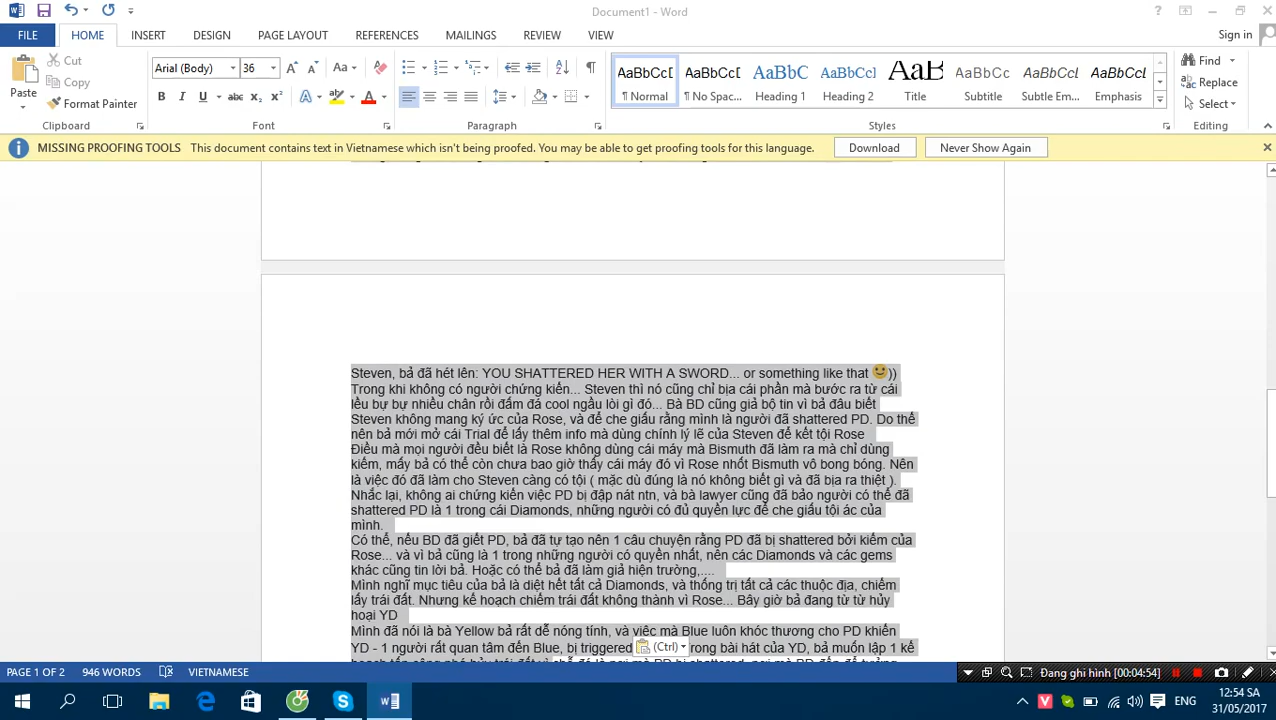 Document1 - Word
FILE HOME INSERT DESIGN PAGE LAYOUT REFERENCES MAILINGS REVIEW VIEW Sign in
Cut
Copy
Format Painter
Paste
Clipboard
Arial (Body) 36
Font
Paragraph
AaBbCcDc AaBbCcDc AaBbC AaBbCc AaB AaBbCcL AaBbCcL AaBbCcL
¶ Normal ¶ No Spac... Heading 1 Heading 2 Title Subtitle Subtle Em... Emphasis
Styles
Find
Replace
Select
Editing
MISSING PROOFING TOOLS This document contains text in Vietnamese which isn't being proofed. You may be able to get proofing tools for this language. Download Never Show Again
Steven, bả đã hét lên: YOU SHATTERED HER WITH A SWORD... or something like that ))
Trong khi không có người chứng kiến... Steven thì nó cũng chỉ bịa cái phần mà bước ra từ cái
lều bự bự nhiều chân rồi đấm đá cool ngầu lòi gì đó... Bà BD cũng giả bộ tin vì bả đâu biết
Steven không mang ký ức của Rose, và để che giấu rằng mình là người đã shattered PD. Do thế
nên bả mới mở cái Trial để lấy thêm info mà dùng chính lý lẽ của Steven để kết tội Rose
Điều mà mọi người đều biết là Rose không dùng cái máy mà Bismuth đã làm ra mà chỉ dùng
kiếm, mấy bả có thể còn chưa bao giờ thấy cái máy đó vì Rose nhốt Bismuth vô bong bóng. Nên
là việc đó đã làm cho Steven càng có tội ( mặc dù đúng là nó không biết gì và đã bịa ra thiệt ).
Nhắc lại, không ai chứng kiến việc PD bị đập nát ntn, và bà lawyer cũng đã bảo người có thể đã
shattered PD là 1 trong cái Diamonds, những người có đủ quyền lực để che giấu tội ác của
mình.
Có thể, nếu BD đã giết PD, bả đã tự tạo nên 1 câu chuyện rằng PD đã bị shattered bởi kiếm của
Rose... và vì bả cũng là 1 trong những người có quyền nhất, nên các Diamonds và các gems
khác cũng tin lời bả. Hoặc có thể bả đã làm giả hiện trường,....
Mình nghĩ mục tiêu của bả là diệt hết tất cả Diamonds, và thống trị tất cả các thuộc địa, chiếm
lấy trái đất. Nhưng kế hoạch chiếm trái đất không thành vì Rose... Bây giờ bả đang từ từ hủy
hoại YD
Mình đã nói là bà Yellow bả rất dễ nóng tính, và việc mà Blue luôn khóc thương cho PD khiến
YD - 1 người rất quan tâm đến Blue, bị triggered (Ctrl) rong bài hát của YD, bả muốn lập 1 kế
PAGE 1 OF 2 946 WORDS VIETNAMESE
Đang ghi hình [00:04:54]
ENG
12:54 SA
31/05/2017